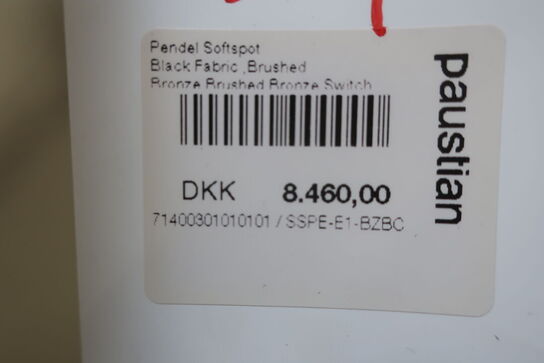 Pendel Softspot
Black Fabric ,Brushed
Bronze Brushed Bronze Switch
DKK 8.460,00
71400301010101 / SSPE-E1-BZBC
paustian